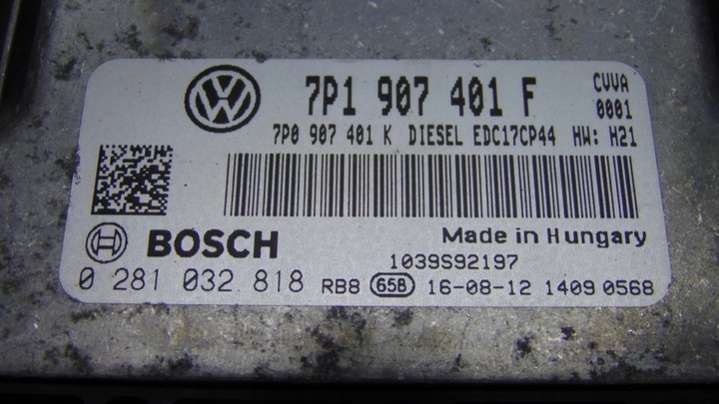 7P1 907 401 F CVVA
0001
7P0 907 401 K DIESEL EDC17CP44 HW: H21
BOSCH Made in Hungary
1039S92197
0 281 032 818 RB8 658 16-08-12 1409 0568